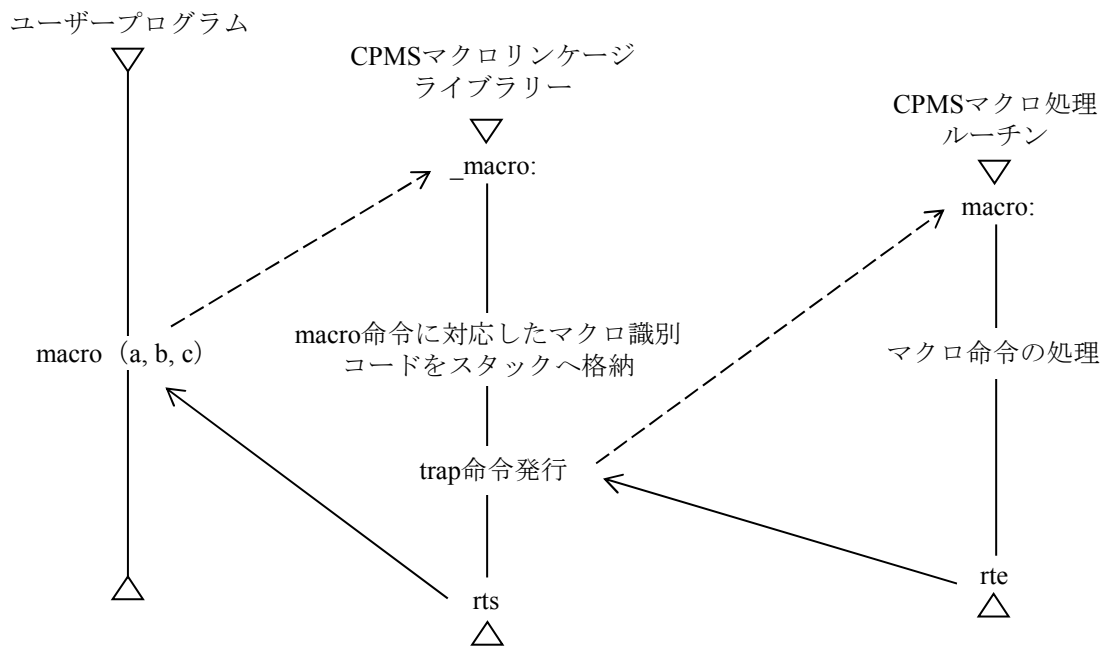 ユーザープログラム
macro（a, b, c）
CPMSマクロリンケージ
ライブラリー
_macro:
macro命令に対応したマクロ識別
コードをスタックへ格納
trap命令発行
rts
CPMSマクロ処理
ルーチン
macro:
マクロ命令の処理
rte